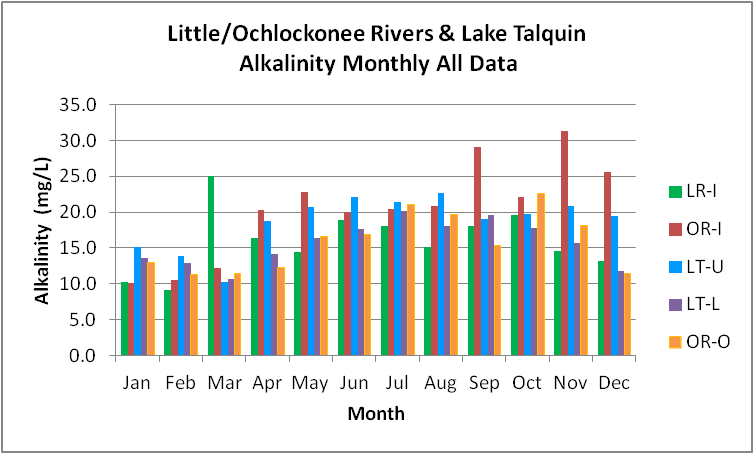 Little/Ochlockonee Rivers & Lake Talquin
Alkalinity Monthly All Data
Alkalinity (mg/L)
35.0
30.0
25.0
20.0
15.0
10.0
5.0
0.0
Jan Feb Mar Apr May Jun Jul Aug Sep Oct Nov Dec
Month
LR-I
OR-I
LT-U
LT-L
OR-O